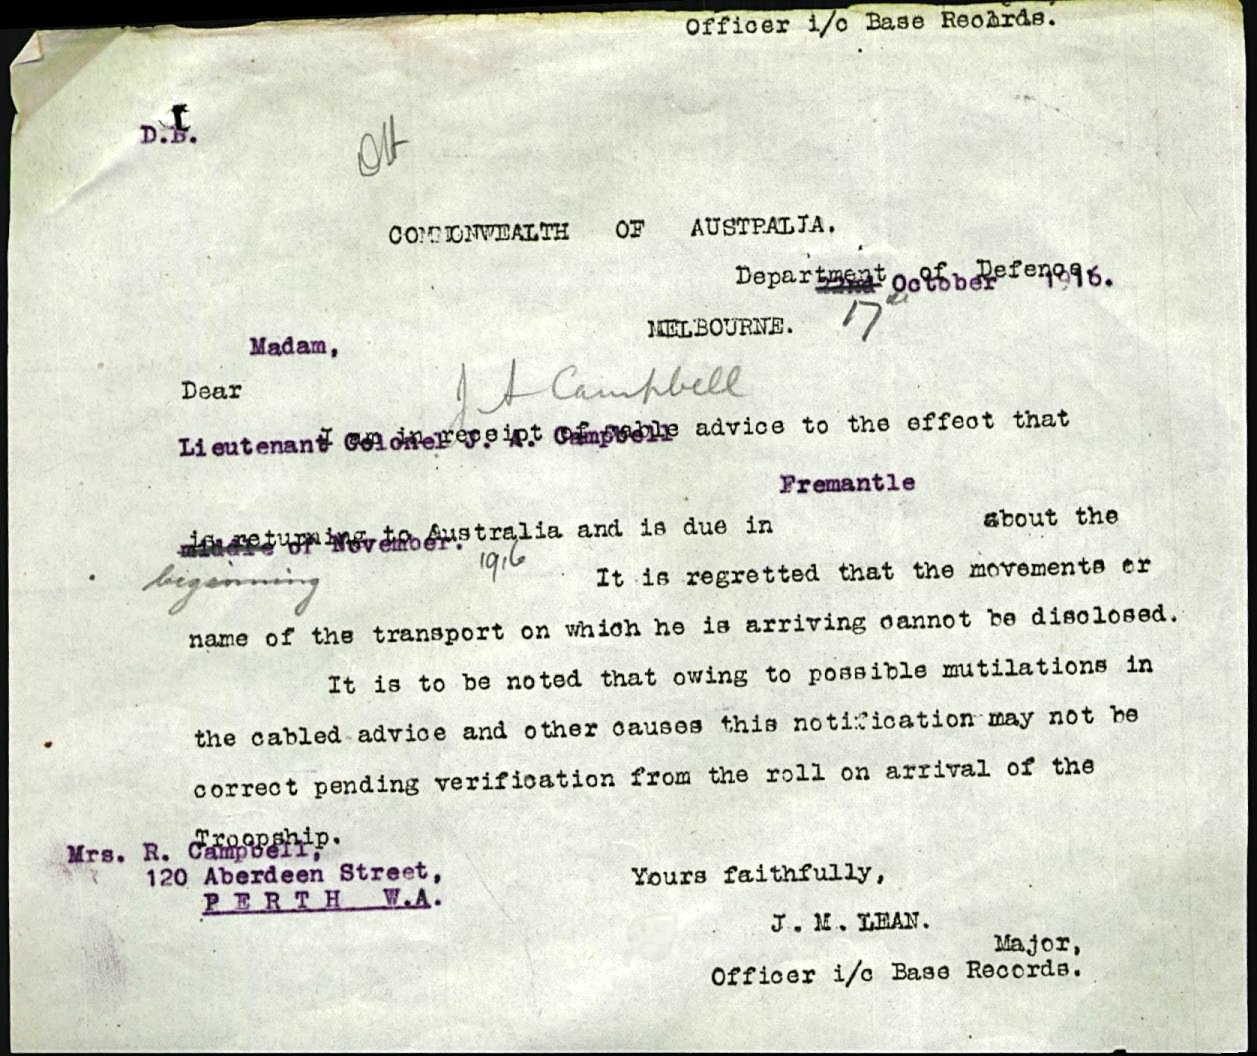 Officer i/c Base Records.
D.B.
COMMONWEALTH OF AUSTRALIA.
Department of Defence,
22nd October 1916.
17th
MELBOURNE.
Madam,
Dear
J A Campbell
I am in receipt of cable advice to the effect that
Lieutenant Colonel J. A. Campbell
Fremantle
is returning to Australia and is due in about the
middle of November.
1916
beginning
It is regretted that the movements or
name of the transport on which he is arriving cannot be disclosed.
It is to be noted that owing to possible mutilations in
the cabled advice and other causes this notification may not be
correct pending verification from the roll on arrival of the
Troopship.
Mrs. R. Campbell,
120 Aberdeen Street,
PERTH W.A.
Yours faithfully,
J. M. LEAN.
Major,
Officer i/c Base Records.